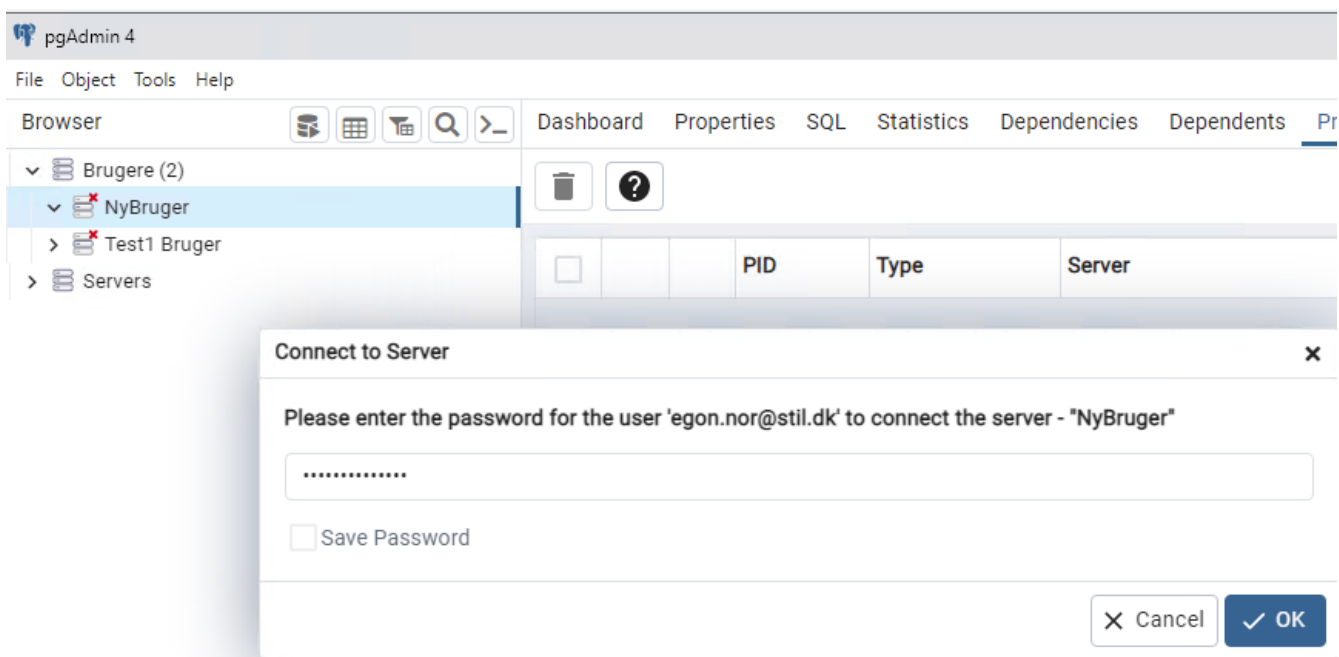 pgAdmin 4
File Object Tools Help
Browser
Dashboard Properties SQL Statistics Dependencies Dependents Pr
Brugere (2)
NyBruger
Test1 Bruger
Servers
PID Type Server
Connect to Server
Please enter the password for the user 'egon.nor@stil.dk' to connect the server - "NyBruger"
••••••••••••••
Save Password
Cancel OK